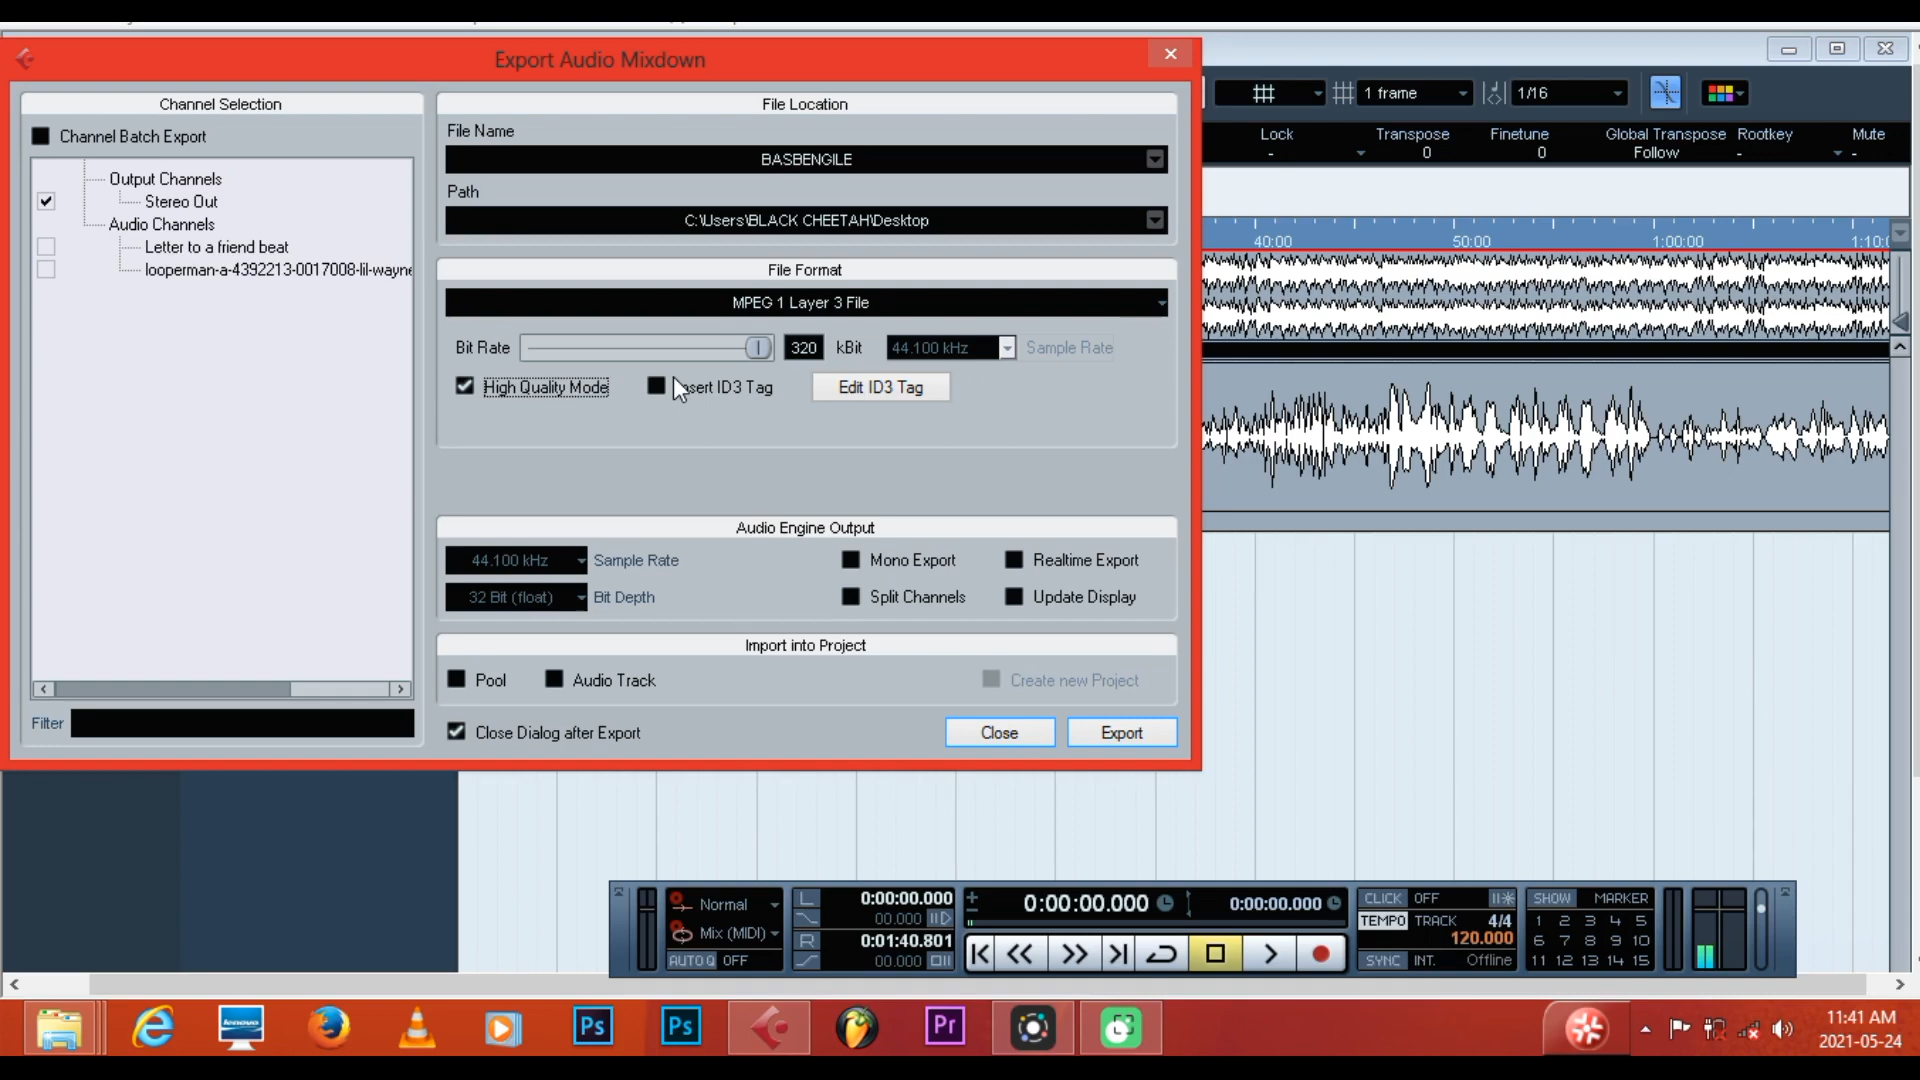 Export Audio Mixdown
Channel Selection
Channel Batch Export
Output Channels
Stereo Out
Audio Channels
Letter to a friend beat
looperman-a-4392213-0017008-lil-wayne
Filter
File Location
File Name
BASBENGILE
Path
C:\Users\BLACK CHEETAH\Desktop
File Format
MPEG 1 Layer 3 File
Bit Rate 320 kBit 44.100 kHz Sample Rate
High Quality Mode sert ID3 Tag Edit ID3 Tag
Audio Engine Output
44.100 kHz Sample Rate Mono Export Realtime Export
32 Bit (float) Bit Depth Split Channels Update Display
Import into Project
Pool Audio Track Create new Project
Close Dialog after Export Close Export
1 frame 1/16
Lock Transpose Finetune Global Transpose Rootkey Mute
- 0 0 Follow - -
40:00 50:00 1:00:00 1:10:0
Normal
Mix (MIDI)
AUTO Q OFF
L 0:00:00.000
00.000
R 0:01:40.801
00.000
0:00:00.000 0:00:00.000
CLICK OFF
TEMPO TRACK 4/4
120.000
SYNC INT. Offline
SHOW MARKER
1 2 3 4 5
6 7 8 9 10
11 12 13 14 15
lenovo
Ps
Ps
Pr
11:41 AM
2021-05-24